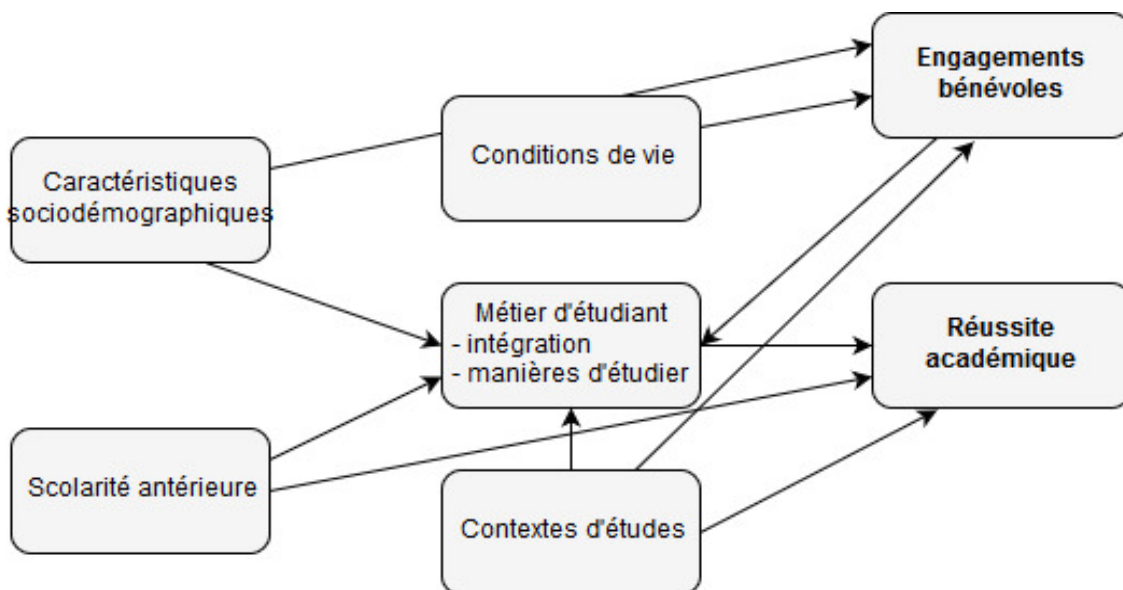 Engagements
bénévoles
Conditions de vie
Caractéristiques
sociodémographiques
Métier d'étudiant
- intégration
- manières d'étudier
Réussite
académique
Scolarité antérieure
Contextes d'études